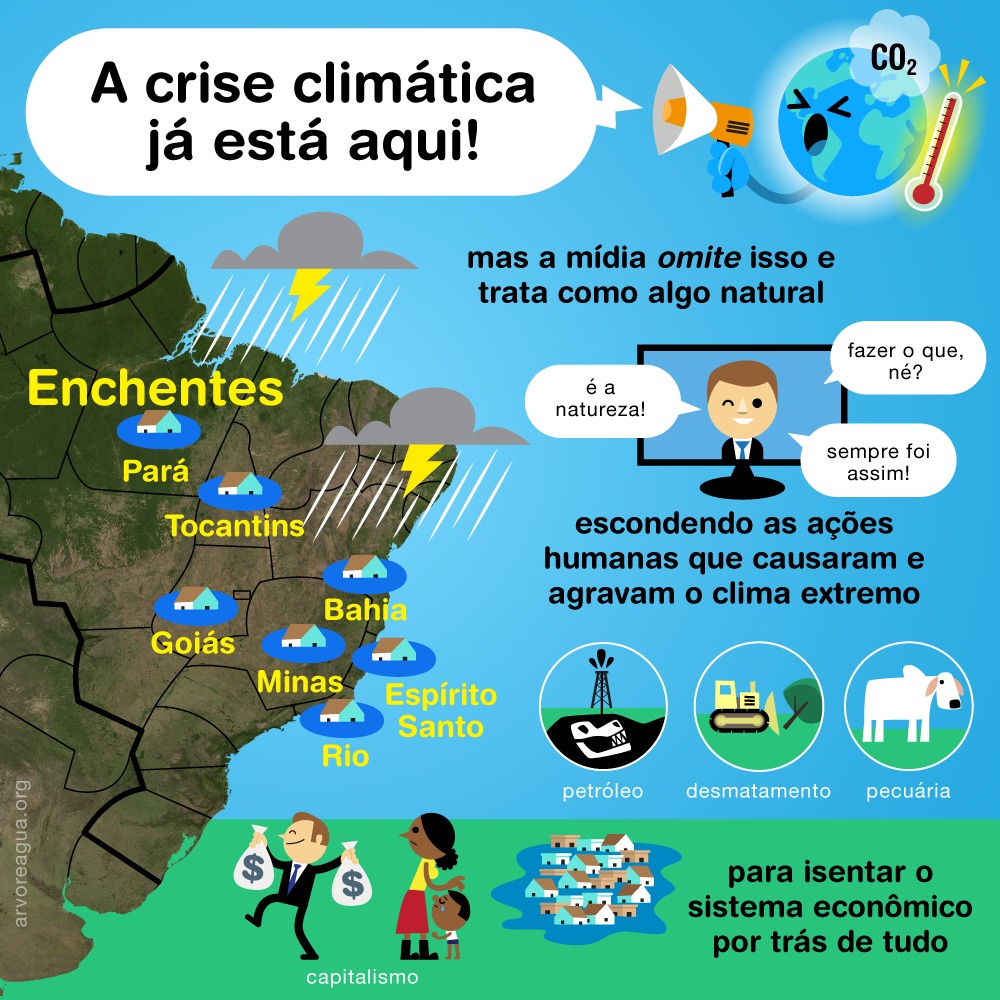 A crise climática
já está aqui!
CO₂
mas a mídia omite isso e
trata como algo natural
Enchentes
Pará
Tocantins
Bahia
Goiás
Minas
Espírito
Santo
Rio
é a
natureza!
fazer o que,
né?
sempre foi
assim!
escondendo as ações
humanas que causaram e
agravam o clima extremo
petróleo
desmatamento
pecuária
arvoreagua.org
$
$
capitalismo
para isentar o
sistema econômico
por trás de tudo